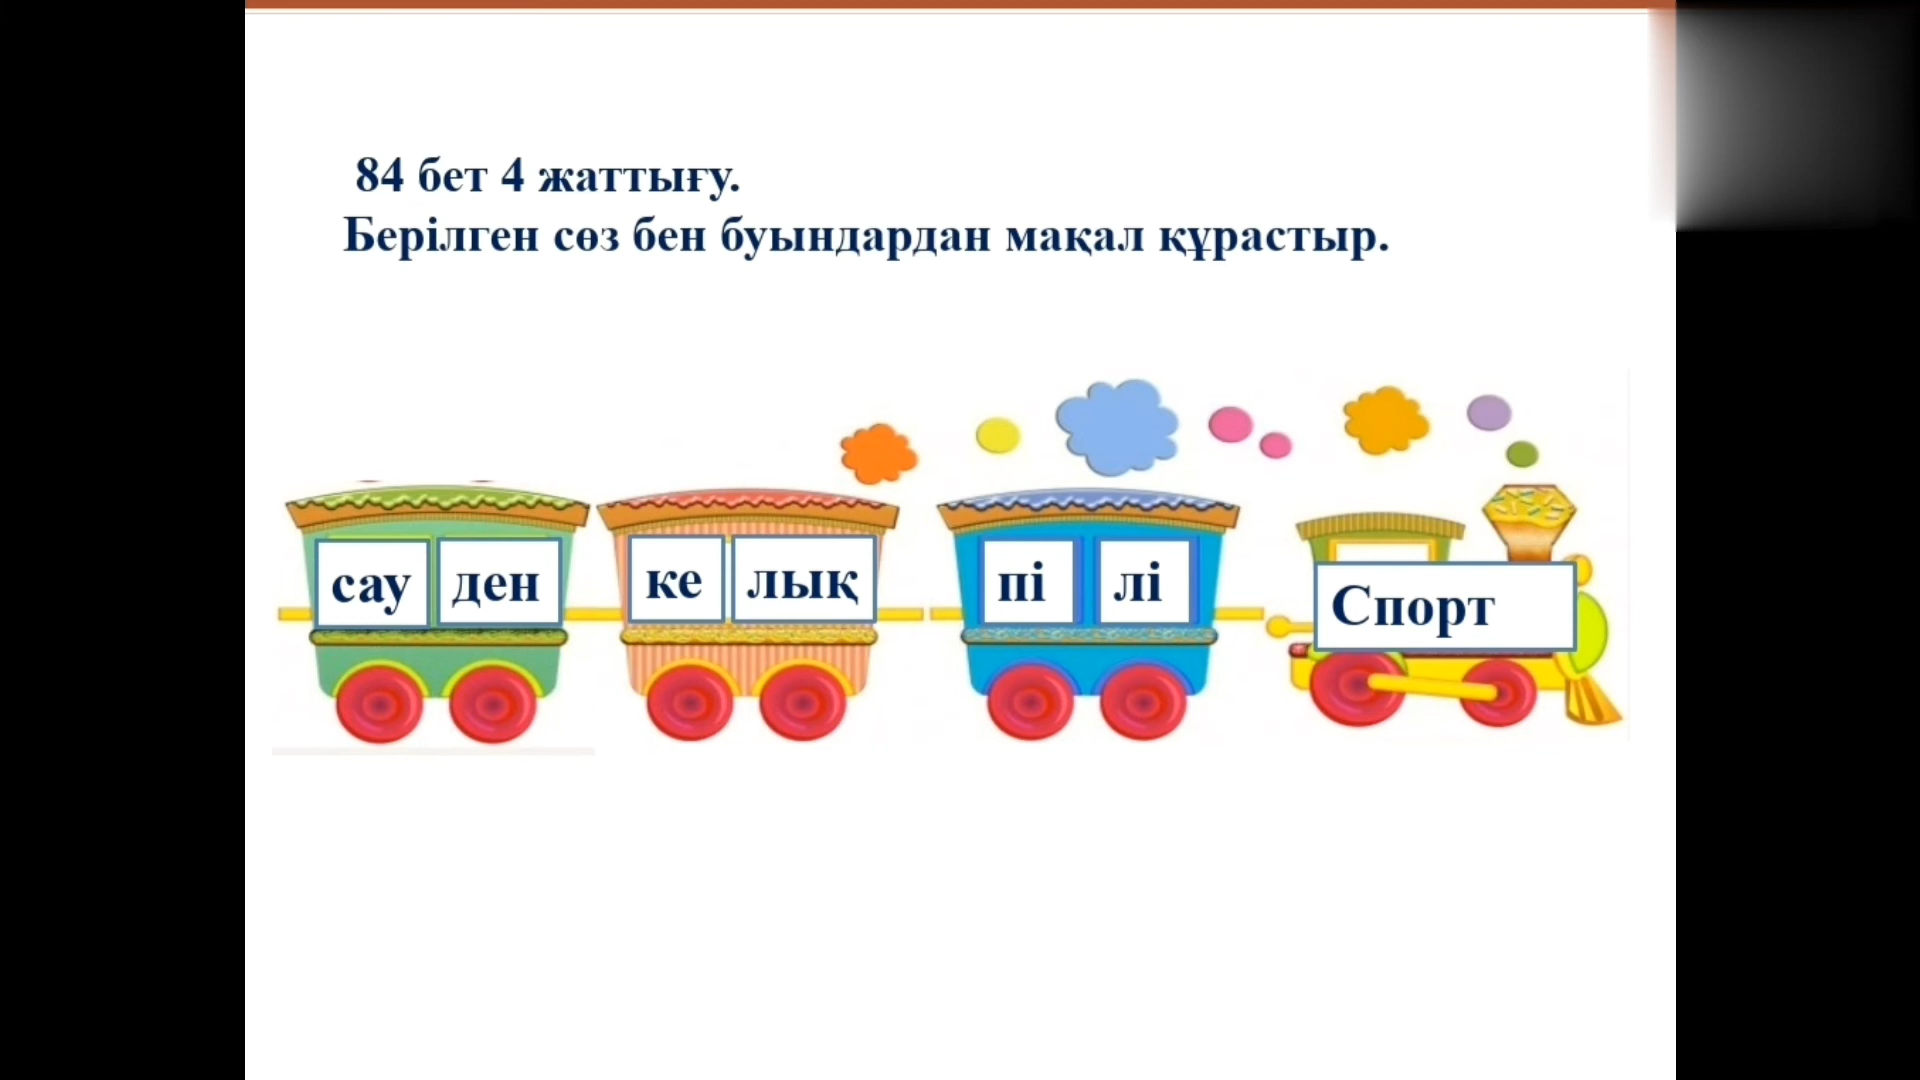 84 бет 4 жаттығу.
Берілген сөз бен буындардан мақал құрастыр.
сау ден ке лық пі лі Спорт